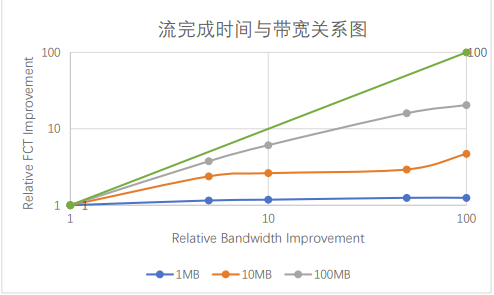 流完成时间与带宽关系图
100
100
10
1
1
1
10
100
Relative FCT Improvement
Relative Bandwidth Improvement
1MB
10MB
100MB